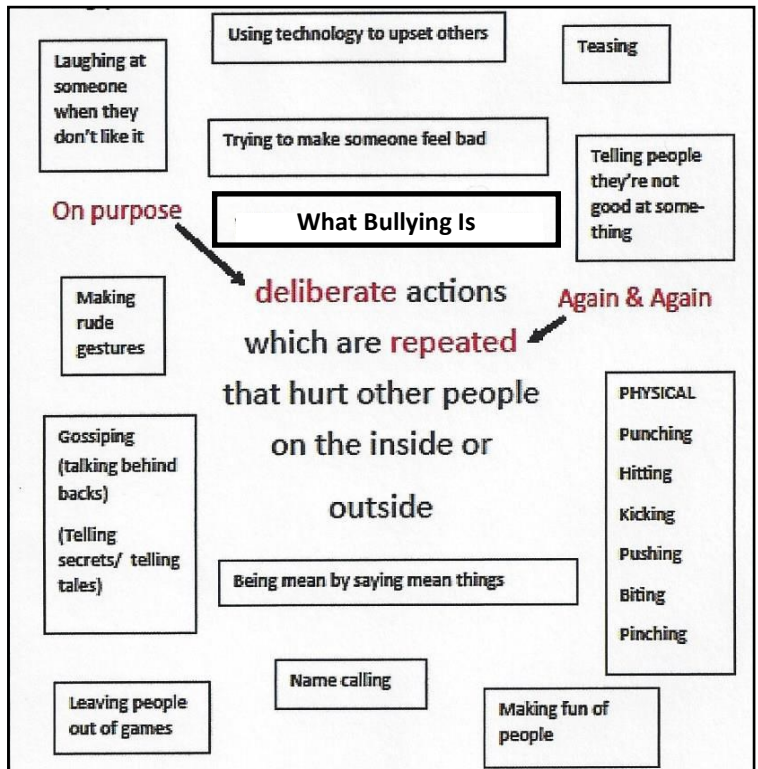 Using technology to upset others
Teasing
Laughing at
someone
when they
don't like it
Trying to make someone feel bad
Telling people
they're not
good at some-
thing
On purpose
What Bullying Is
deliberate actions
Again & Again
which are repeated
that hurt other people
on the inside or
outside
Making
rude
gestures
PHYSICAL
Punching
Hitting
Kicking
Pushing
Biting
Pinching
Gossiping
(talking behind
backs)
(Telling
secrets/ telling
tales)
Being mean by saying mean things
Name calling
Leaving people
out of games
Making fun of
people